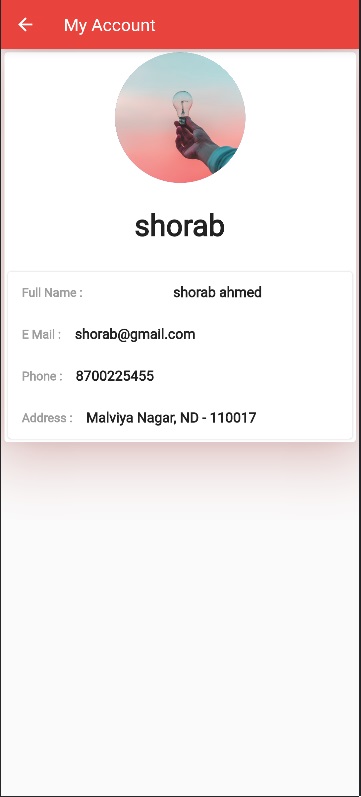 My Account
shorab
Full Name : shorab ahmed
E Mail : shorab@gmail.com
Phone : 8700225455
Address : Malviya Nagar, ND - 110017